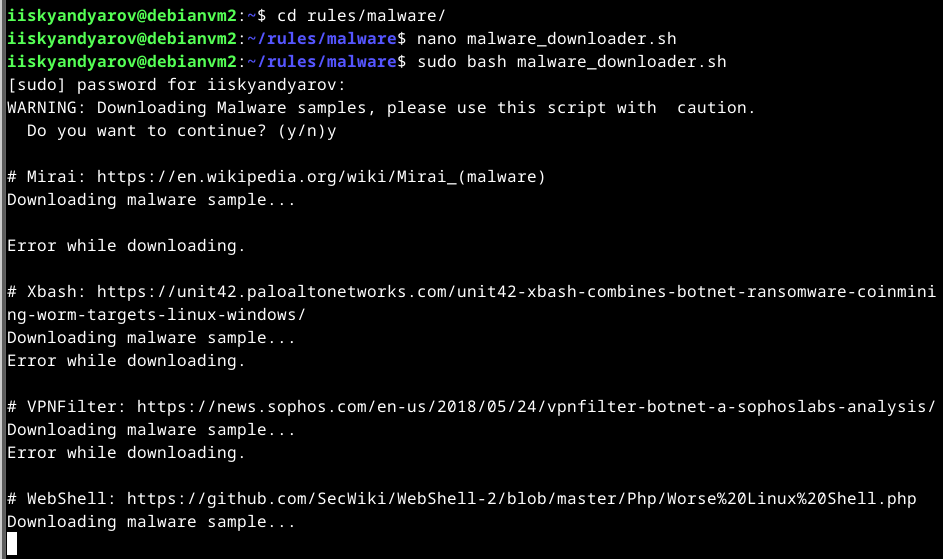 iiskyandyarov@debianvm2:~$ cd rules/malware/
iiskyandyarov@debianvm2:~/rules/malware$ nano malware_downloader.sh
iiskyandyarov@debianvm2:~/rules/malware$ sudo bash malware_downloader.sh
[sudo] password for iiskyandyarov:
WARNING: Downloading Malware samples, please use this script with  caution.
  Do you want to continue? (y/n)y
# Mirai: https://en.wikipedia.org/wiki/Mirai_(malware)
Downloading malware sample...
Error while downloading.
# Xbash: https://unit42.paloaltonetworks.com/unit42-xbash-combines-botnet-ransomware-coinmini
ng-worm-targets-linux-windows/
Downloading malware sample...
Error while downloading.
# VPNFilter: https://news.sophos.com/en-us/2018/05/24/vpnfilter-botnet-a-sophoslabs-analysis/
Downloading malware sample...
Error while downloading.
# WebShell: https://github.com/SecWiki/WebShell-2/blob/master/Php/Worse%20Linux%20Shell.php
Downloading malware sample...